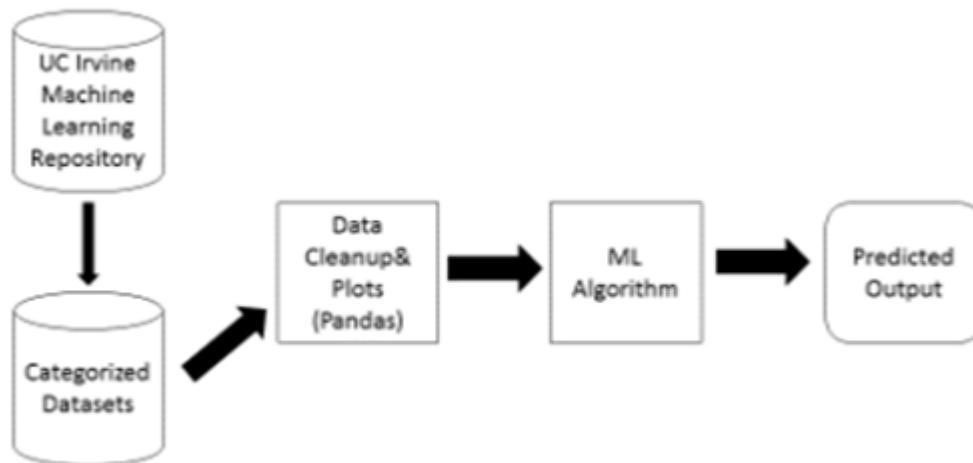 UC Irvine
Machine
Learning
Repository
Categorized
Datasets
Data
Cleanup&
Plots
(Pandas)
ML
Algorithm
Predicted
Output